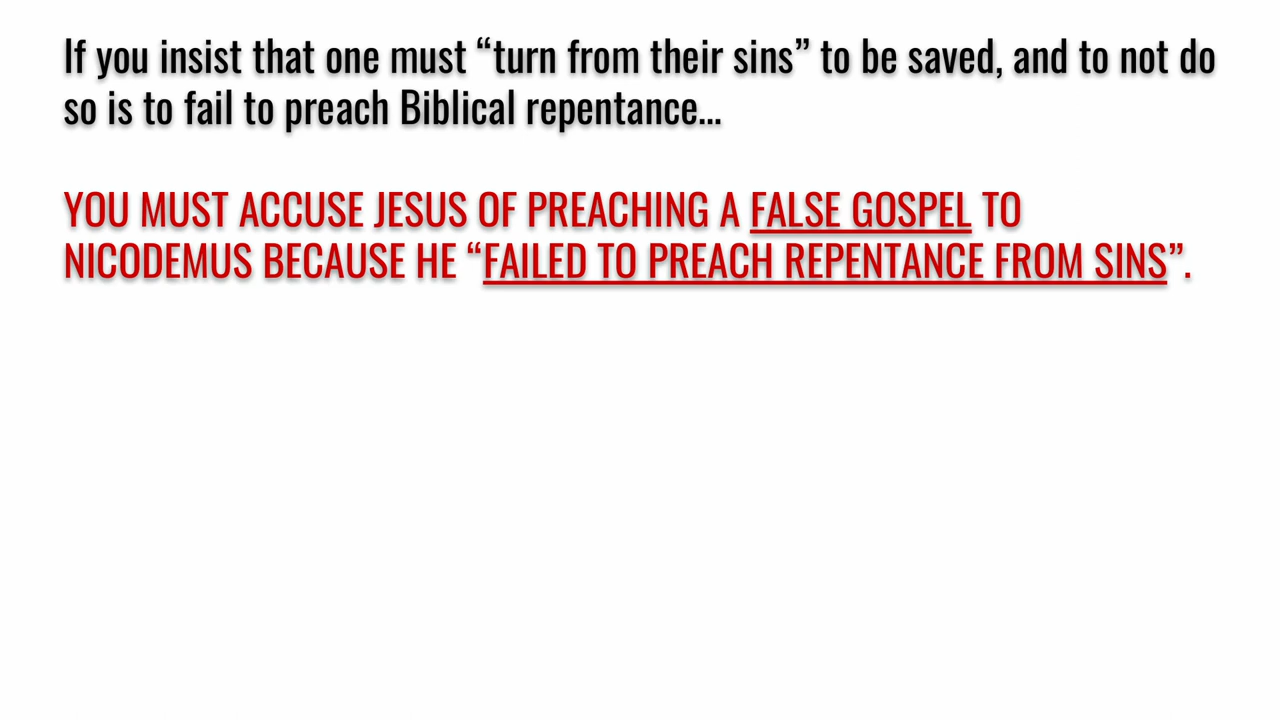 If you insist that one must “turn from their sins” to be saved, and to not do
so is to fail to preach Biblical repentance...
YOU MUST ACCUSE JESUS OF PREACHING A FALSE GOSPEL TO
NICODEMUS BECAUSE HE “FAILED TO PREACH REPENTANCE FROM SINS”.